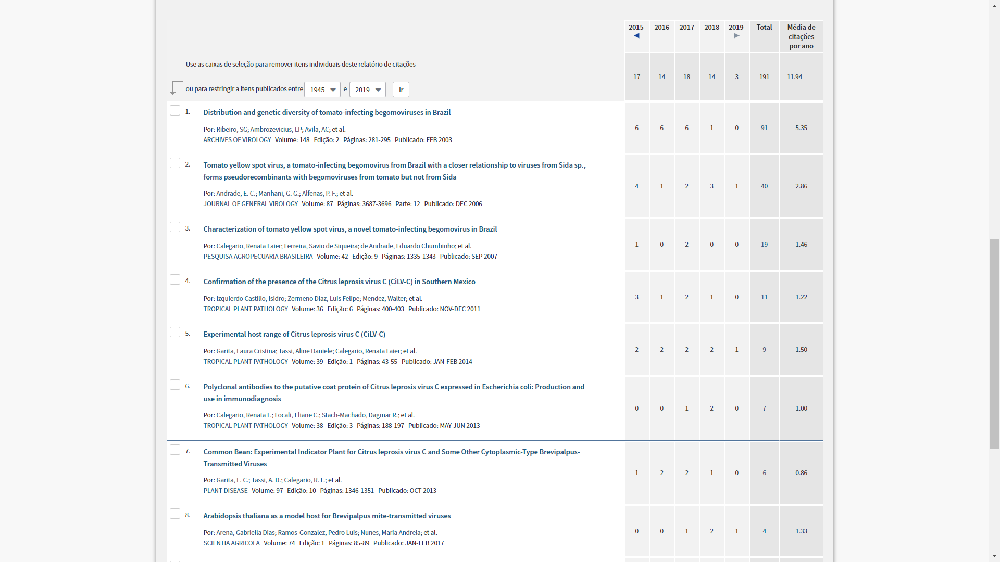 2015 2016 2017 2018 2019 Total Média de citações por ano
Use as caixas de seleção para remover itens individuais deste relatório de citações
ou para restringir a itens publicados entre 1945 e 2019 Ir
17 14 18 14 3 191 11.94
1. Distribution and genetic diversity of tomato-infecting begomoviruses in Brazil
Por: Ribeiro, SG; Ambrozevicius, LP; Avila, AC; et al.
ARCHIVES OF VIROLOGY Volume: 148 Edição: 2 Páginas: 281-295 Publicado: FEB 2003
6 6 6 1 0 91 5.35
2. Tomato yellow spot virus, a tomato-infecting begomovirus from Brazil with a closer relationship to viruses from Sida sp.,
forms pseudorecombinants with begomoviruses from tomato but not from Sida
Por: Andrade, E. C.; Manhani, G. G.; Alfenas, P. F.; et al.
JOURNAL OF GENERAL VIROLOGY Volume: 87 Páginas: 3687-3696 Parte: 12 Publicado: DEC 2006
4 1 2 3 1 40 2.86
3. Characterization of tomato yellow spot virus, a novel tomato-infecting begomovirus in Brazil
Por: Calegario, Renata Faier; Ferreira, Savio de Siqueira; de Andrade, Eduardo Chumbinho; et al.
PESQUISA AGROPECUARIA BRASILEIRA Volume: 42 Edição: 9 Páginas: 1335-1343 Publicado: SEP 2007
1 0 2 0 0 19 1.46
4. Confirmation of the presence of the Citrus leprosis virus C (CiLV-C) in Southern Mexico
Por: Izquierdo Castillo, Isidro; Zermeno Diaz, Luis Felipe; Mendez, Walter; et al.
TROPICAL PLANT PATHOLOGY Volume: 36 Edição: 6 Páginas: 400-403 Publicado: NOV-DEC 2011
3 1 2 1 0 11 1.22
5. Experimental host range of Citrus leprosis virus C (CiLV-C)
Por: Garita, Laura Cristina; Tassi, Aline Daniele; Calegario, Renata Faier; et al.
TROPICAL PLANT PATHOLOGY Volume: 39 Edição: 1 Páginas: 43-55 Publicado: JAN-FEB 2014
2 2 2 2 1 9 1.50
6. Polyclonal antibodies to the putative coat protein of Citrus leprosis virus C expressed in Escherichia coli: Production and
use in immunodiagnosis
Por: Calegario, Renata F.; Locali, Eliane C.; Stach-Machado, Dagmar R.; et al.
TROPICAL PLANT PATHOLOGY Volume: 38 Edição: 3 Páginas: 188-197 Publicado: MAY-JUN 2013
0 0 1 2 0 7 1.00
7. Common Bean: Experimental Indicator Plant for Citrus leprosis virus C and Some Other Cytoplasmic-Type Brevipalpus-
Transmitted Viruses
Por: Garita, L. C.; Tassi, A. D.; Calegario, R. F.; et al.
PLANT DISEASE Volume: 97 Edição: 10 Páginas: 1346-1351 Publicado: OCT 2013
1 2 2 1 0 6 0.86
8. Arabidopsis thaliana as a model host for Brevipalpus mite-transmitted viruses
Por: Arena, Gabriella Dias; Ramos-Gonzalez, Pedro Luis; Nunes, Maria Andreia; et al.
SCIENTIA AGRICOLA Volume: 74 Edição: 1 Páginas: 85-89 Publicado: JAN-FEB 2017
0 0 1 2 1 4 1.33